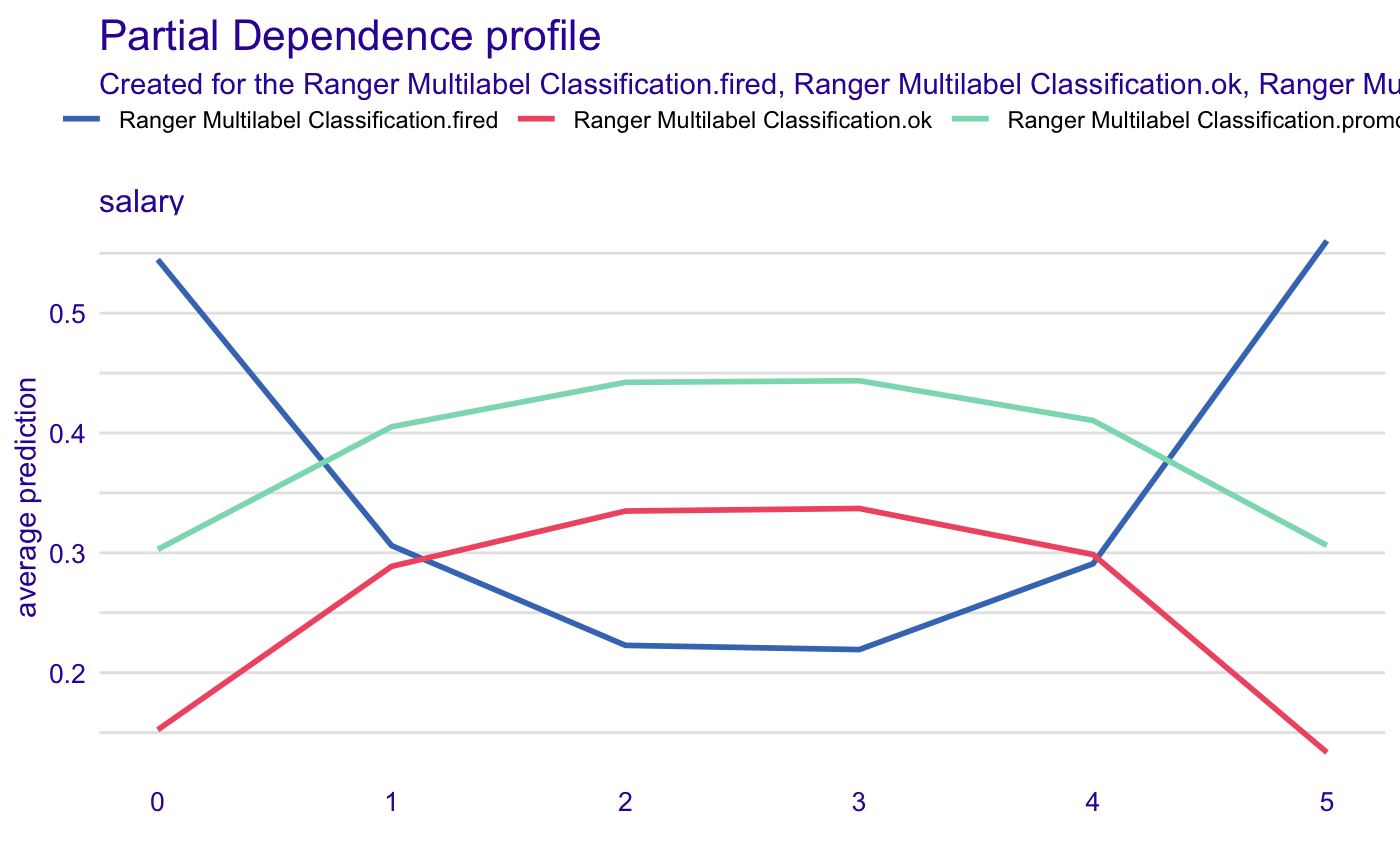 Partial Dependence profile
Created for the Ranger Multilabel Classification.fired, Ranger Multilabel Classification.ok, Ranger Mu
Ranger Multilabel Classification.fired Ranger Multilabel Classification.ok Ranger Multilabel Classification.promo
salary
average prediction
0.5
0.4
0.3
0.2
0 1 2 3 4 5